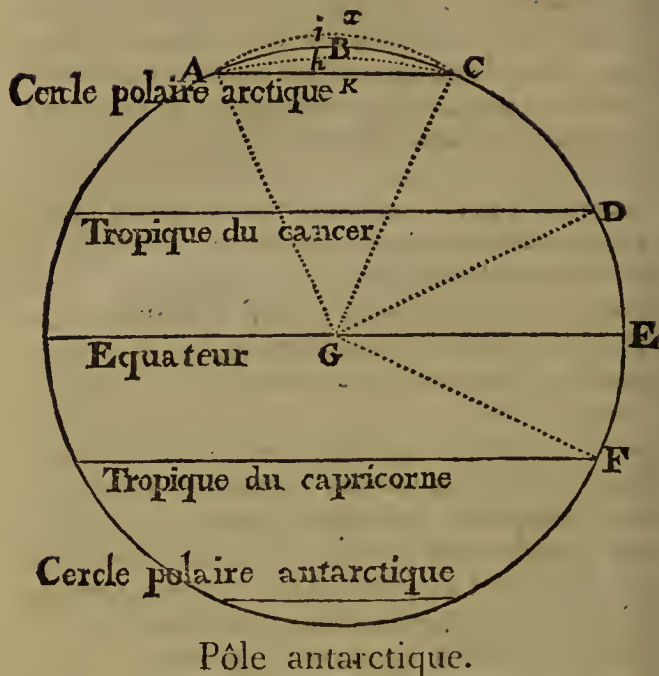 i x
B
h
A C
Cercle polaire arctique K
D
Tropique du cancer
E
Equateur G
F
Tropique du capricorne
Cercle polaire antarctique
Pôle antarctique.